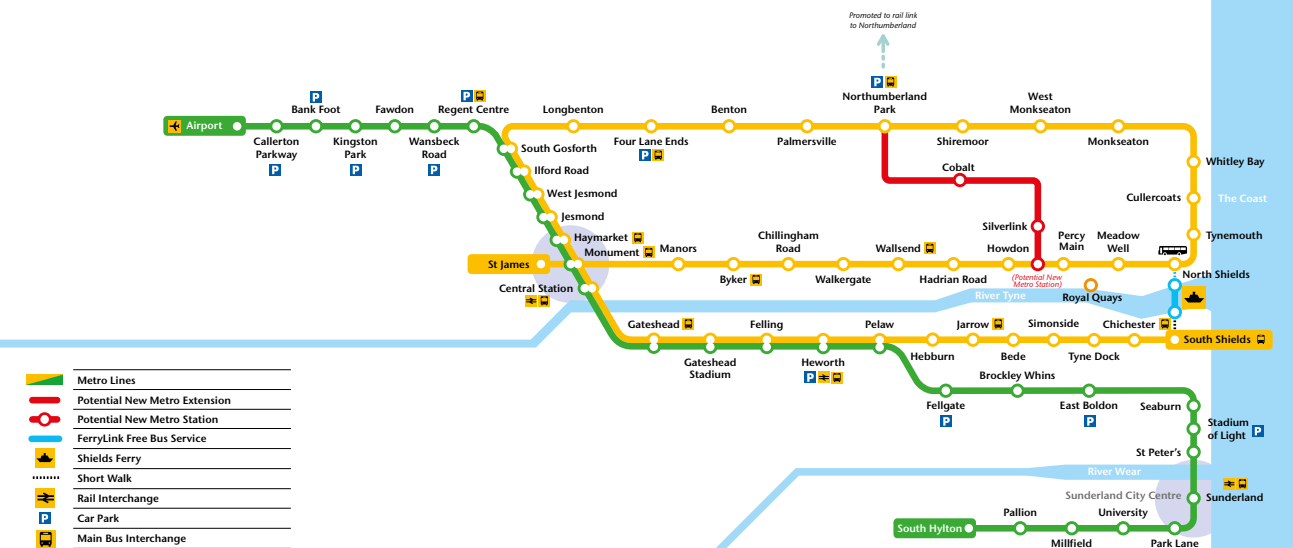 Promoted to rail link
to Northumberland
P
P
P
Bank Foot
Fawdon
Regent Centre
Longbenton
Benton
Northumberland
Park
West
Monkseaton
Airport
Callerton
Parkway
P
Kingston
Park
P
Wansbeck
Road
P
South Gosforth
Four Lane Ends
P
Palmersville
Shiremoor
Monkseaton
Ilford Road
West Jesmond
Jesmond
Cobalt
Whitley Bay
Cullercoats
The Coast
Silverlink
Haymarket
Monument
Manors
Chillingham
Road
Wallsend
Howdon
Percy
Main
Meadow
Well
Tynemouth
St James
Central Station
Byker
Walkergate
Hadrian Road
(Potential New
Metro Station)
North Shields
River Tyne
Royal Quays
Gateshead
Felling
Pelaw
Jarrow
Simonside
Chichester
South Shields
Gateshead
Stadium
Heworth
P
Hebburn
Bede
Tyne Dock
Brockley Whins
Fellgate
P
East Boldon
P
Seaburn
Stadium
of Light
P
St Peter's
River Wear
Sunderland City Centre
Sunderland
Pallion
University
South Hylton
Millfield
Park Lane
Metro Lines
Potential New Metro Extension
Potential New Metro Station
FerryLink Free Bus Service
Shields Ferry
Short Walk
Rail Interchange
P
Car Park
Main Bus Interchange